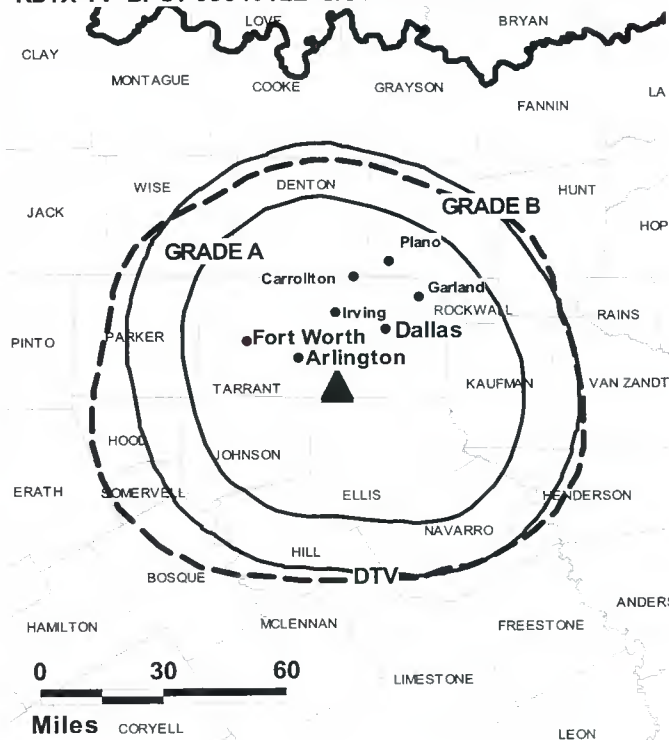 LOVE
BRYAN
CLAY
MONTAGUE
COOKE
GRAYSON
LA
FANNIN
WISE
DENTON
HUNT
JACK
GRADE B
HOP
GRADE A
Plano
Carrollton
Garland
Irving
ROCKWALL
RAINS
PINTO
PARKER
Fort Worth
Dallas
Arlington
TARRANT
KAUFMAN
VAN ZANDT
HOOD
JOHNSON
ERATH
SOMERVELL
ELLIS
HENDERSON
NAVARRO
HILL
BOSQUE
DTV
ANDERS
HAMILTON
MCLENNAN
FREESTONE
0 30 60
LIMESTONE
Miles
CORYELL
LEON